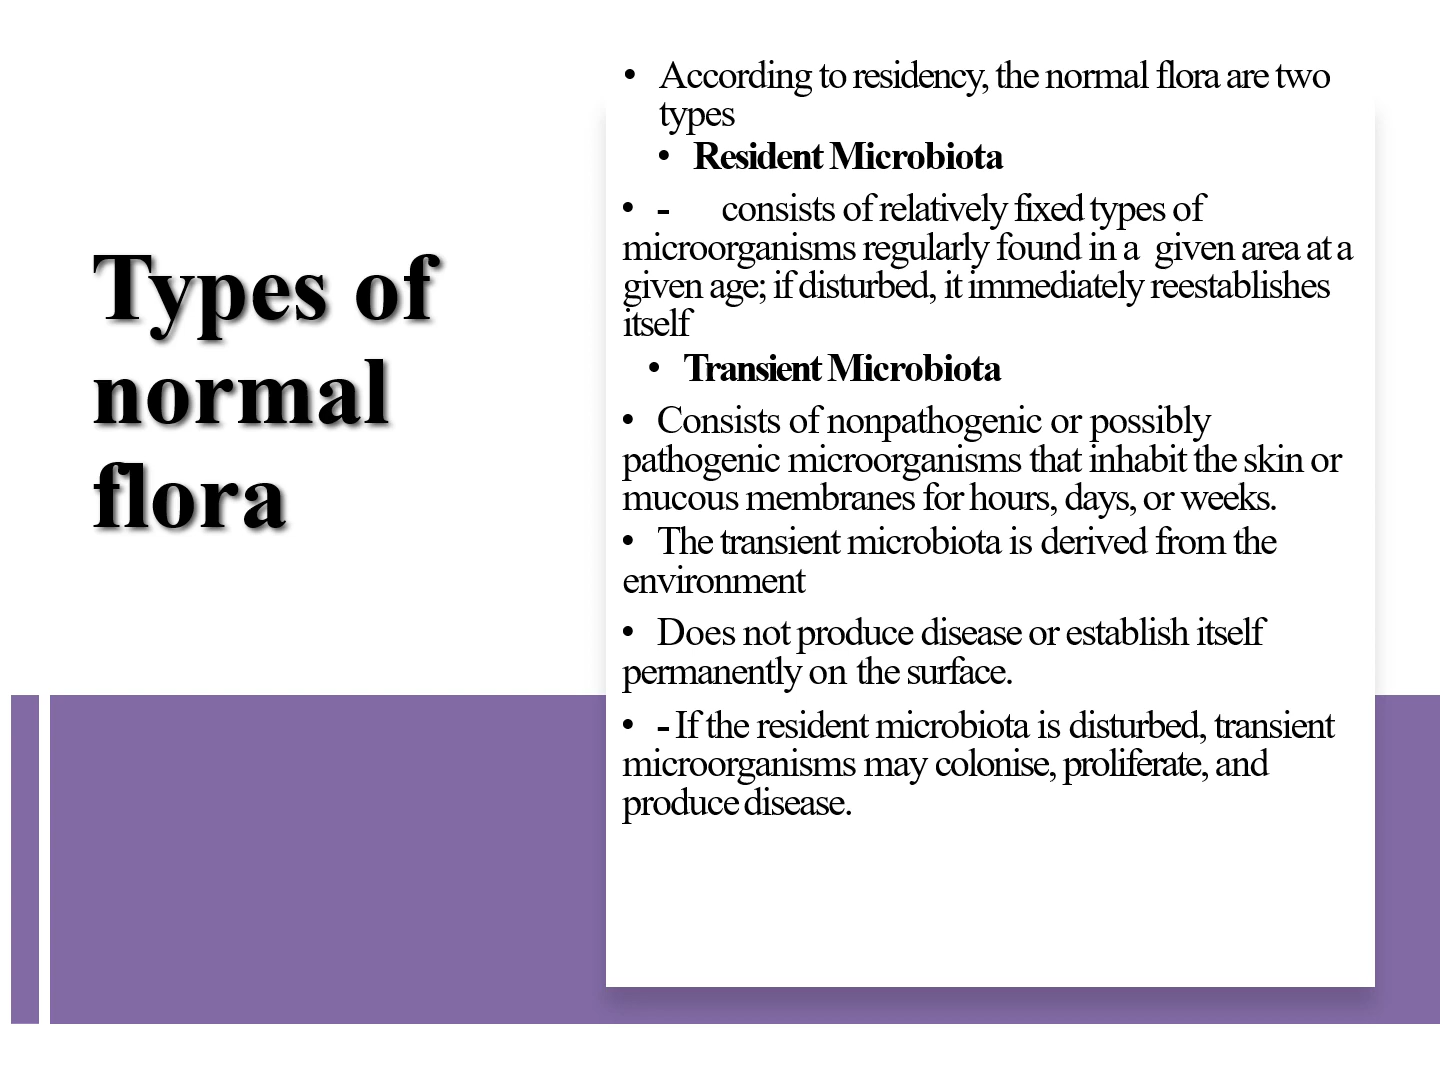 Types of
normal
flora
• According to residency, the normal flora are two
types
• Resident Microbiota
• - consists of relatively fixed types of
microorganisms regularly found in a given area at a
given age; if disturbed, it immediately reestablishes
itself
• Transient Microbiota
• Consists of nonpathogenic or possibly
pathogenic microorganisms that inhabit the skin or
mucous membranes for hours, days, or weeks.
• The transient microbiota is derived from the
environment
• Does not produce disease or establish itself
permanently on the surface.
• - If the resident microbiota is disturbed, transient
microorganisms may colonise, proliferate, and
produce disease.